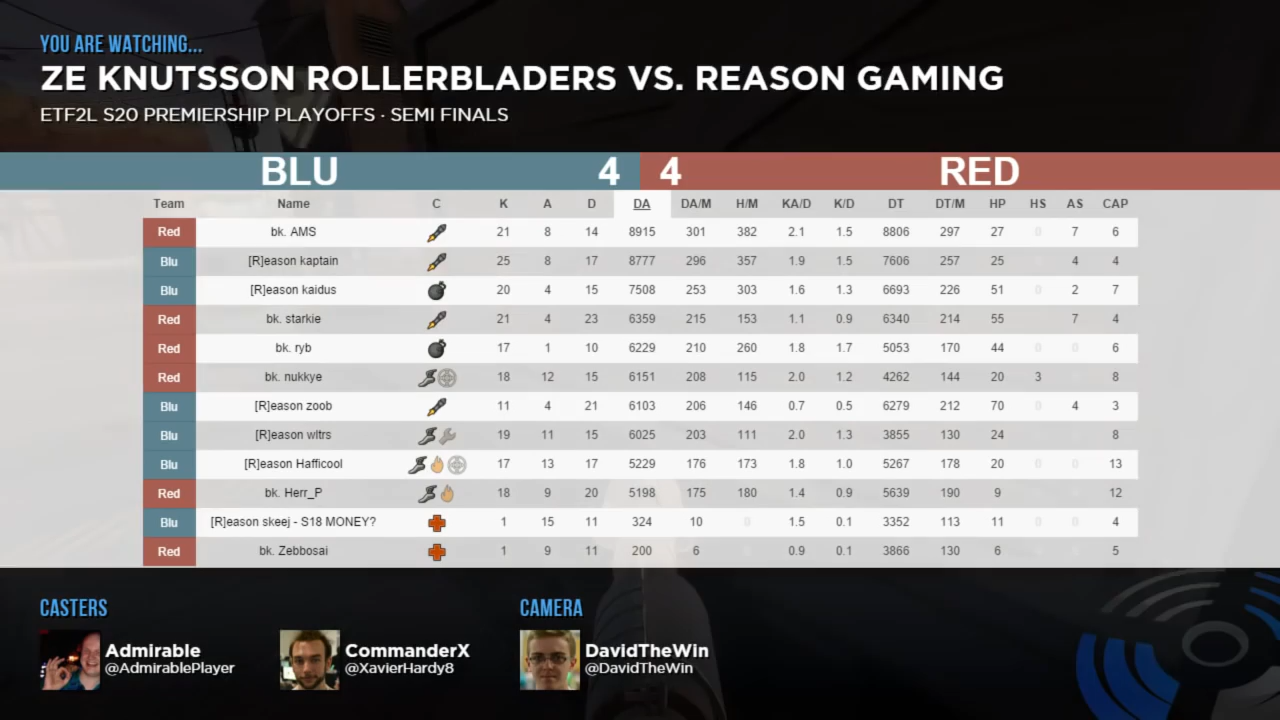 YOU ARE WATCHING...
ZE KNUTSSON ROLLERBLADERS VS. REASON GAMING
ETF2L S20 PREMIERSHIP PLAYOFFS · SEMI FINALS
BLU 4 4 RED
Team Name C K A D DA DA/M H/M KA/D K/D DT DT/M HP HS AS CAP
Red bk. AMS 21 8 14 8915 301 382 2.1 1.5 8806 297 27 0 7 6
Blu [R]eason kaptain 25 8 17 8777 296 357 1.9 1.5 7606 257 25 4 4
Blu [R]eason kaidus 20 4 15 7508 253 303 1.6 1.3 6693 226 51 0 2 7
Red bk. starkie 21 4 23 6359 215 153 1.1 0.9 6340 214 55 7 4
Red bk. ryb 17 1 10 6229 210 260 1.8 1.7 5053 170 44 0 0 6
Red bk. nukkye 18 12 15 6151 208 115 2.0 1.2 4262 144 20 3 8
Blu [R]eason zoob 11 4 21 6103 206 146 0.7 0.5 6279 212 70 0 4 3
Blu [R]eason wltrs 19 11 15 6025 203 111 2.0 1.3 3855 130 24 8
Blu [R]eason Hafficool 17 13 17 5229 176 173 1.8 1.0 5267 178 20 0 0 13
Red bk. Herr_P 18 9 20 5198 175 180 1.4 0.9 5639 190 9 12
Blu [R]eason skeej - S18 MONEY? 1 15 11 324 10 0 1.5 0.1 3352 113 11 0 0 4
Red bk. Zebbosai 1 9 11 200 6 0.9 0.1 3866 130 6 5
CASTERS
CAMERA
Admirable
@AdmirablePlayer
CommanderX
@XavierHardy8
DavidTheWin
@DavidTheWin